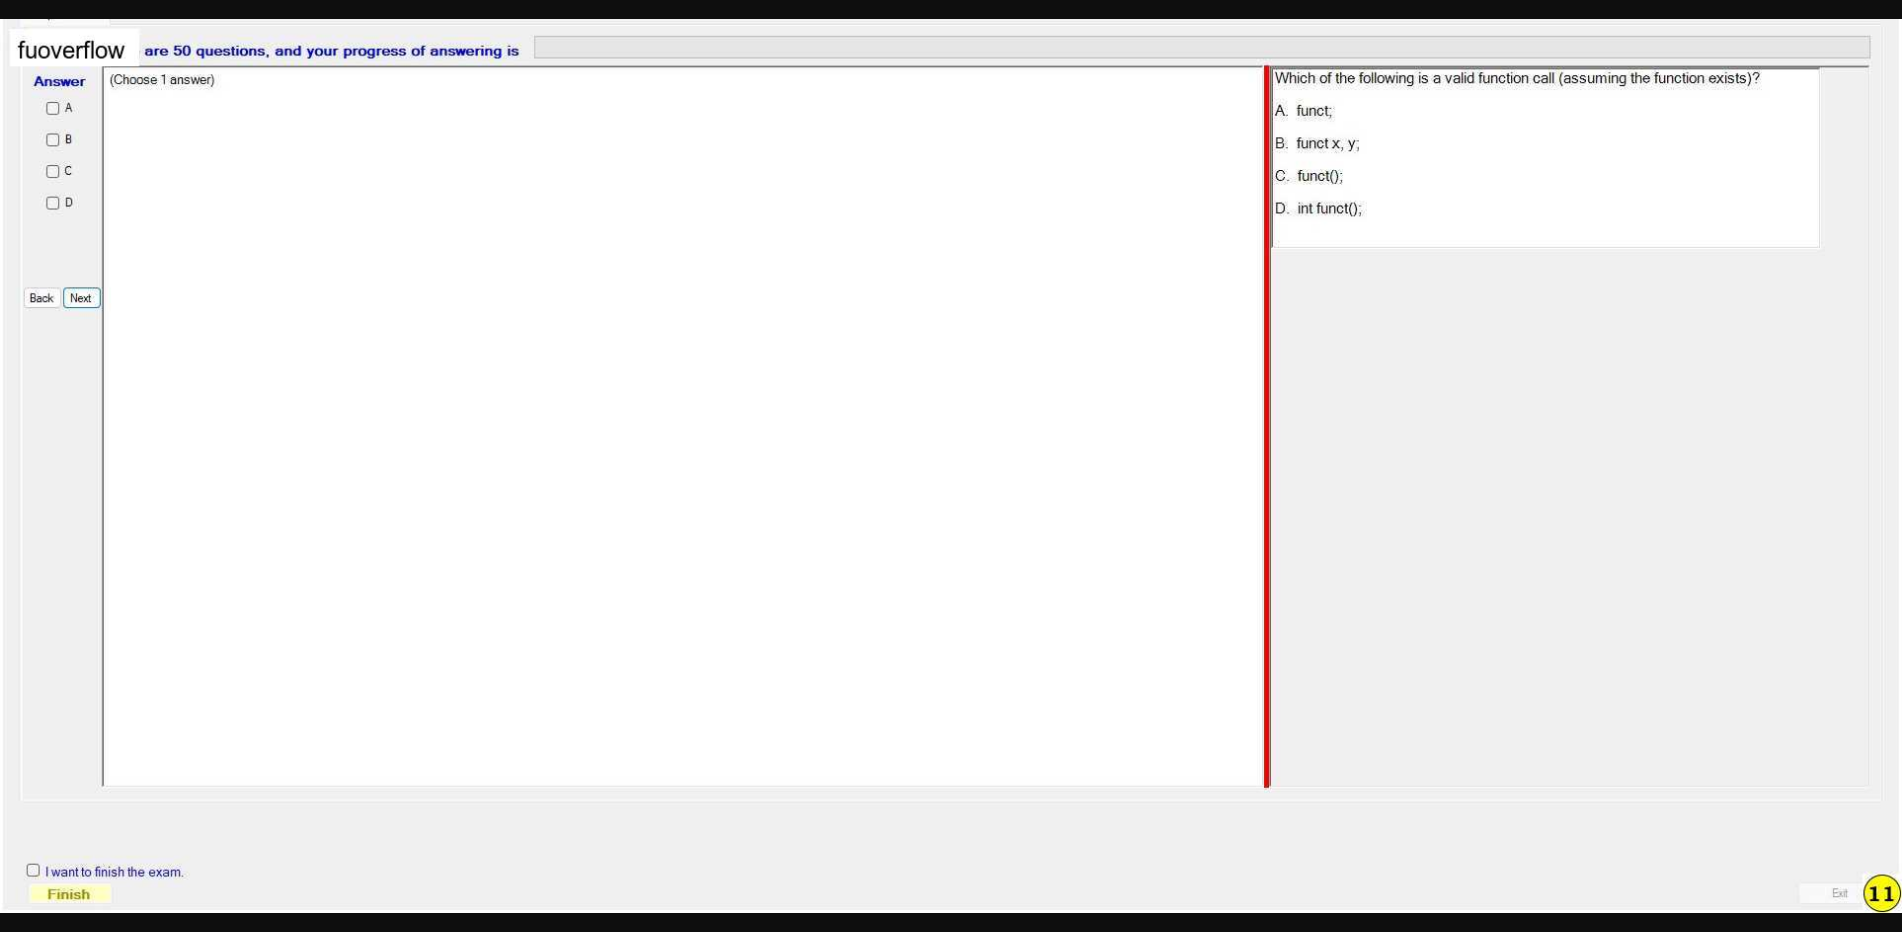 fuoverflow are 50 questions, and your progress of answering is
Answer
(Choose 1 answer)
A
B
C
D
Back Next
Which of the following is a valid function call (assuming the function exists)?
A. funct;
B. funct x, y;
C. funct();
D. int funct();
I want to finish the exam.
Finish
Exit
11